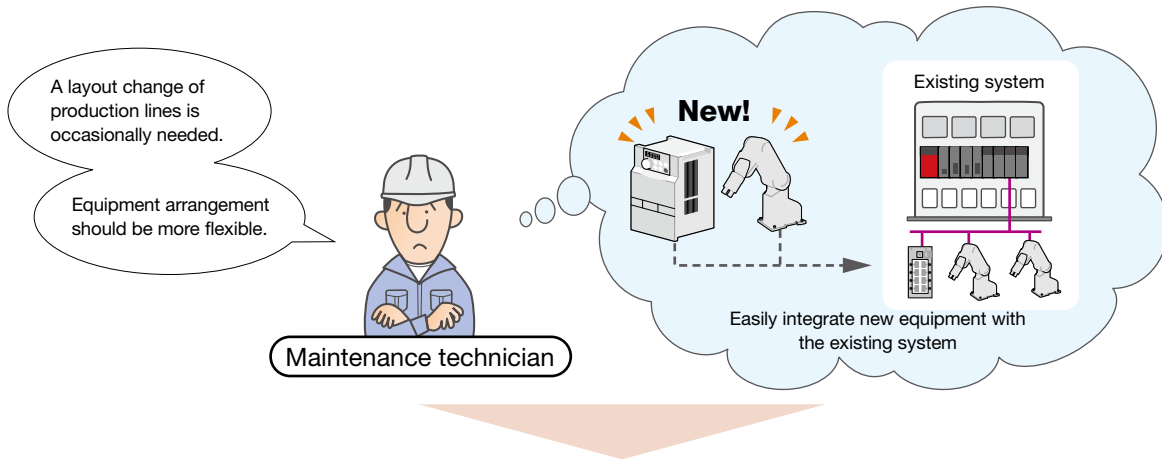 A layout change of
production lines is
occasionally needed.
Equipment arrangement
should be more flexible.
Maintenance technician
New!
Existing system
Easily integrate new equipment with
the existing system